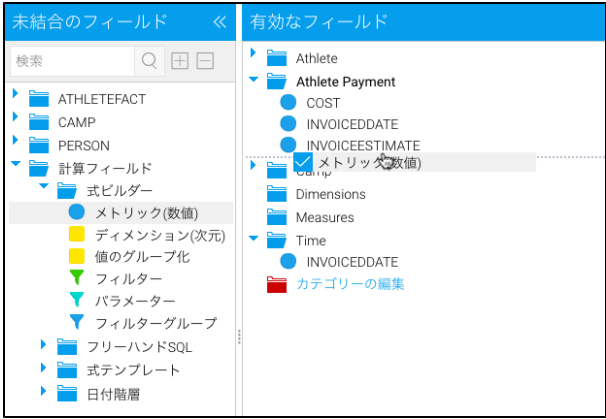 未結合のフィールド
検索
ATHLETEFACT
CAMP
PERSON
計算フィールド
式ビルダー
メトリック(数値)
ディメンション(次元)
値のグループ化
フィルター
パラメーター
フィルターグループ
フリーハンドSQL
式テンプレート
日付階層
有効なフィールド
Athlete
Athlete Payment
COST
INVOICEDDATE
INVOICEESTIMATE
メトリック(数値)
Camp
Dimensions
Measures
Time
INVOICEDDATE
カテゴリーの編集